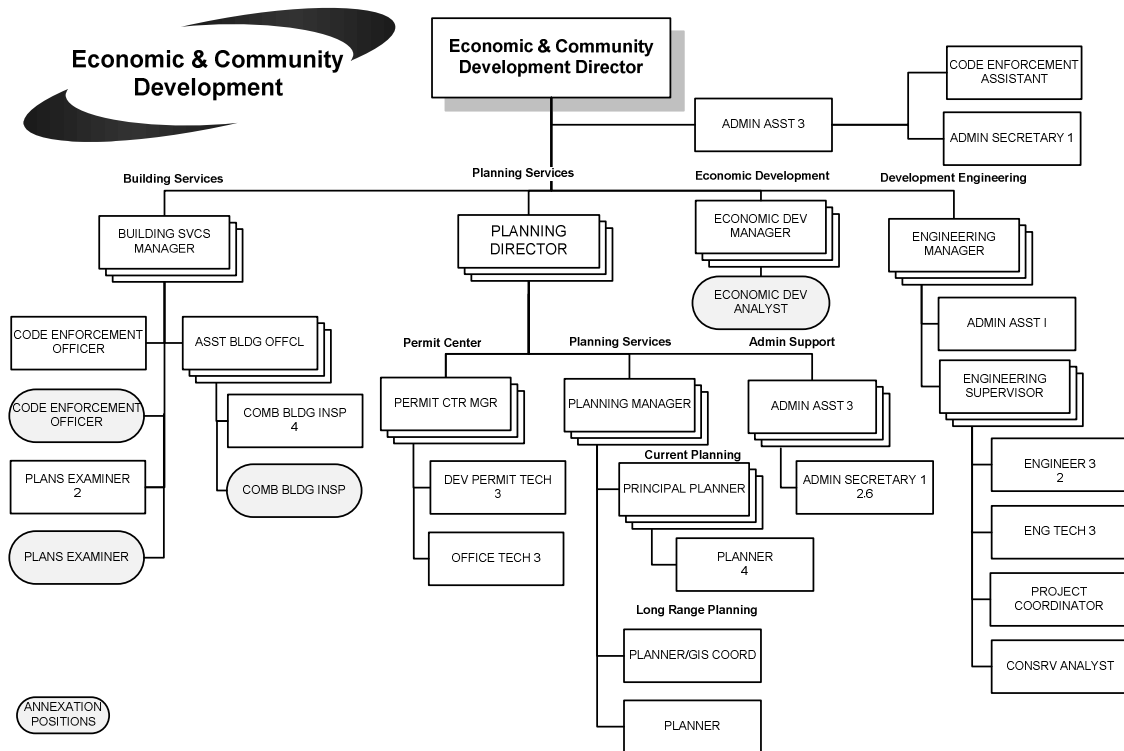 Economic & Community
Development
Economic & Community
Development Director
ADMIN ASST 3
CODE ENFORCEMENT
ASSISTANT
ADMIN SECRETARY 1
Building Services
Planning Services
Economic Development
Development Engineering
BUILDING SVCS
MANAGER
PLANNING
DIRECTOR
ECONOMIC DEV
MANAGER
ENGINEERING
MANAGER
ECONOMIC DEV
ANALYST
CODE ENFORCEMENT
OFFICER
ASST BLDG OFFCL
CODE ENFORCEMENT
OFFICER
COMB BLDG INSP
4
PLANS EXAMINER
2
COMB BLDG INSP
PLANS EXAMINER
Permit Center
Planning Services
Admin Support
PERMIT CTR MGR
PLANNING MANAGER
ADMIN ASST 3
DEV PERMIT TECH
3
OFFICE TECH 3
Current Planning
PRINCIPAL PLANNER
PLANNER
4
Long Range Planning
PLANNER/GIS COORD
PLANNER
ADMIN SECRETARY 1
2.6
ADMIN ASST I
ENGINEERING
SUPERVISOR
ENGINEER 3
2
ENG TECH 3
PROJECT
COORDINATOR
CONSRV ANALYST
ANNEXATION
POSITIONS